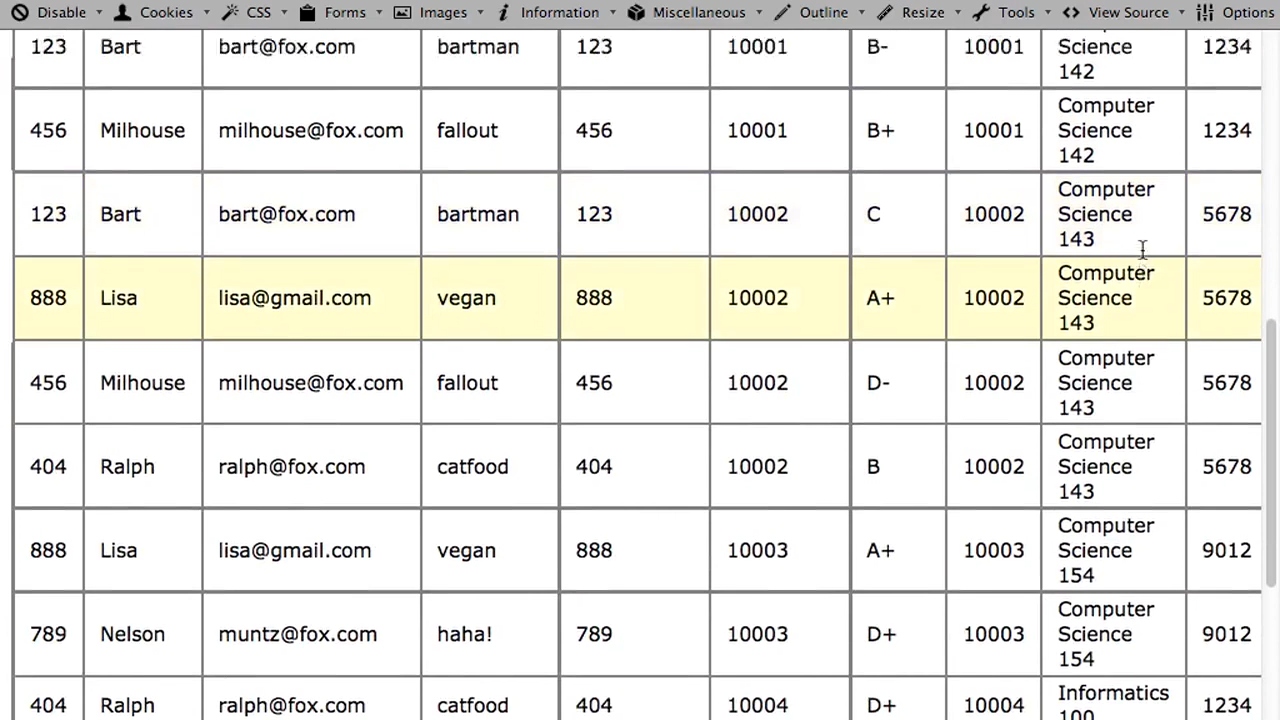 Disable Cookies CSS Forms Images Information Miscellaneous Outline Resize Tools View Source Options
123 Bart bart@fox.com bartman 123 10001 B- 10001 Science 142 1234
456 Milhouse milhouse@fox.com fallout 456 10001 B+ 10001 Computer Science 142 1234
123 Bart bart@fox.com bartman 123 10002 C 10002 Computer Science 143 5678
888 Lisa lisa@gmail.com vegan 888 10002 A+ 10002 Computer Science 143 5678
456 Milhouse milhouse@fox.com fallout 456 10002 D- 10002 Computer Science 143 5678
404 Ralph ralph@fox.com catfood 404 10002 B 10002 Computer Science 143 5678
888 Lisa lisa@gmail.com vegan 888 10003 A+ 10003 Computer Science 154 9012
789 Nelson muntz@fox.com haha! 789 10003 D+ 10003 Computer Science 154 9012
404 Ralph ralph@fox.com catfood 404 10004 D+ 10004 Informatics 100 1234